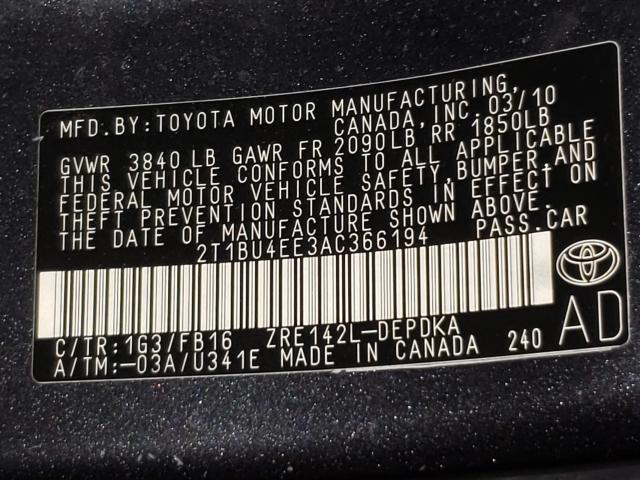 MFD. BY: TOYOTA MOTOR MANUFACTURING,
CANADA, INC. 03/10
GVWR 3840 LB GAWR FR 2090LB RR 1850LB
THIS VEHICLE CONFORMS TO ALL APPLICABLE
FEDERAL MOTOR VEHICLE SAFETY, BUMPER, AND
THEFT PREVENTION STANDARDS IN EFFECT ON
THE DATE OF MANUFACTURE SHOWN ABOVE.
2T1BU4EE3AC366194 PASS. CAR
C/TR: 1G3/FB16 ZRE142L-DEPDKA
A/TM: -03A/U341E MADE IN CANADA 240 AD